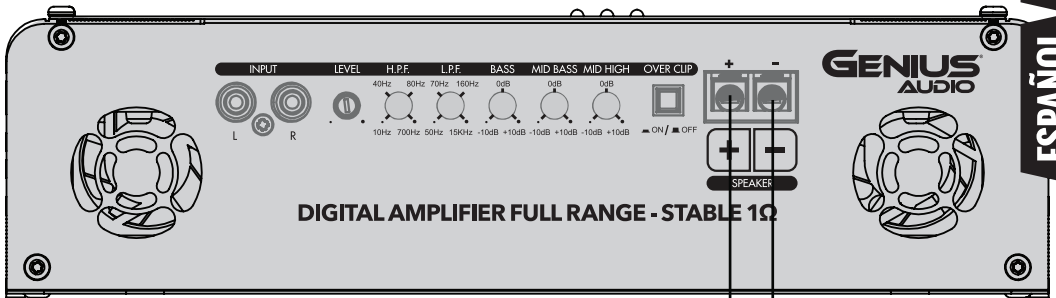 ESPAÑOL
GENIUS
AUDIO
INPUT LEVEL H.P.F. L.P.F. BASS MID BASS MID HIGH OVER CLIP + -
40Hz 80Hz 70Hz 160Hz 0dB 0dB 0dB
10Hz 700Hz 50Hz 15KHz -10dB +10dB -10dB +10dB -10dB +10dB ON / OFF
L R
+ -
SPEAKER
DIGITAL AMPLIFIER FULL RANGE - STABLE 1Ω